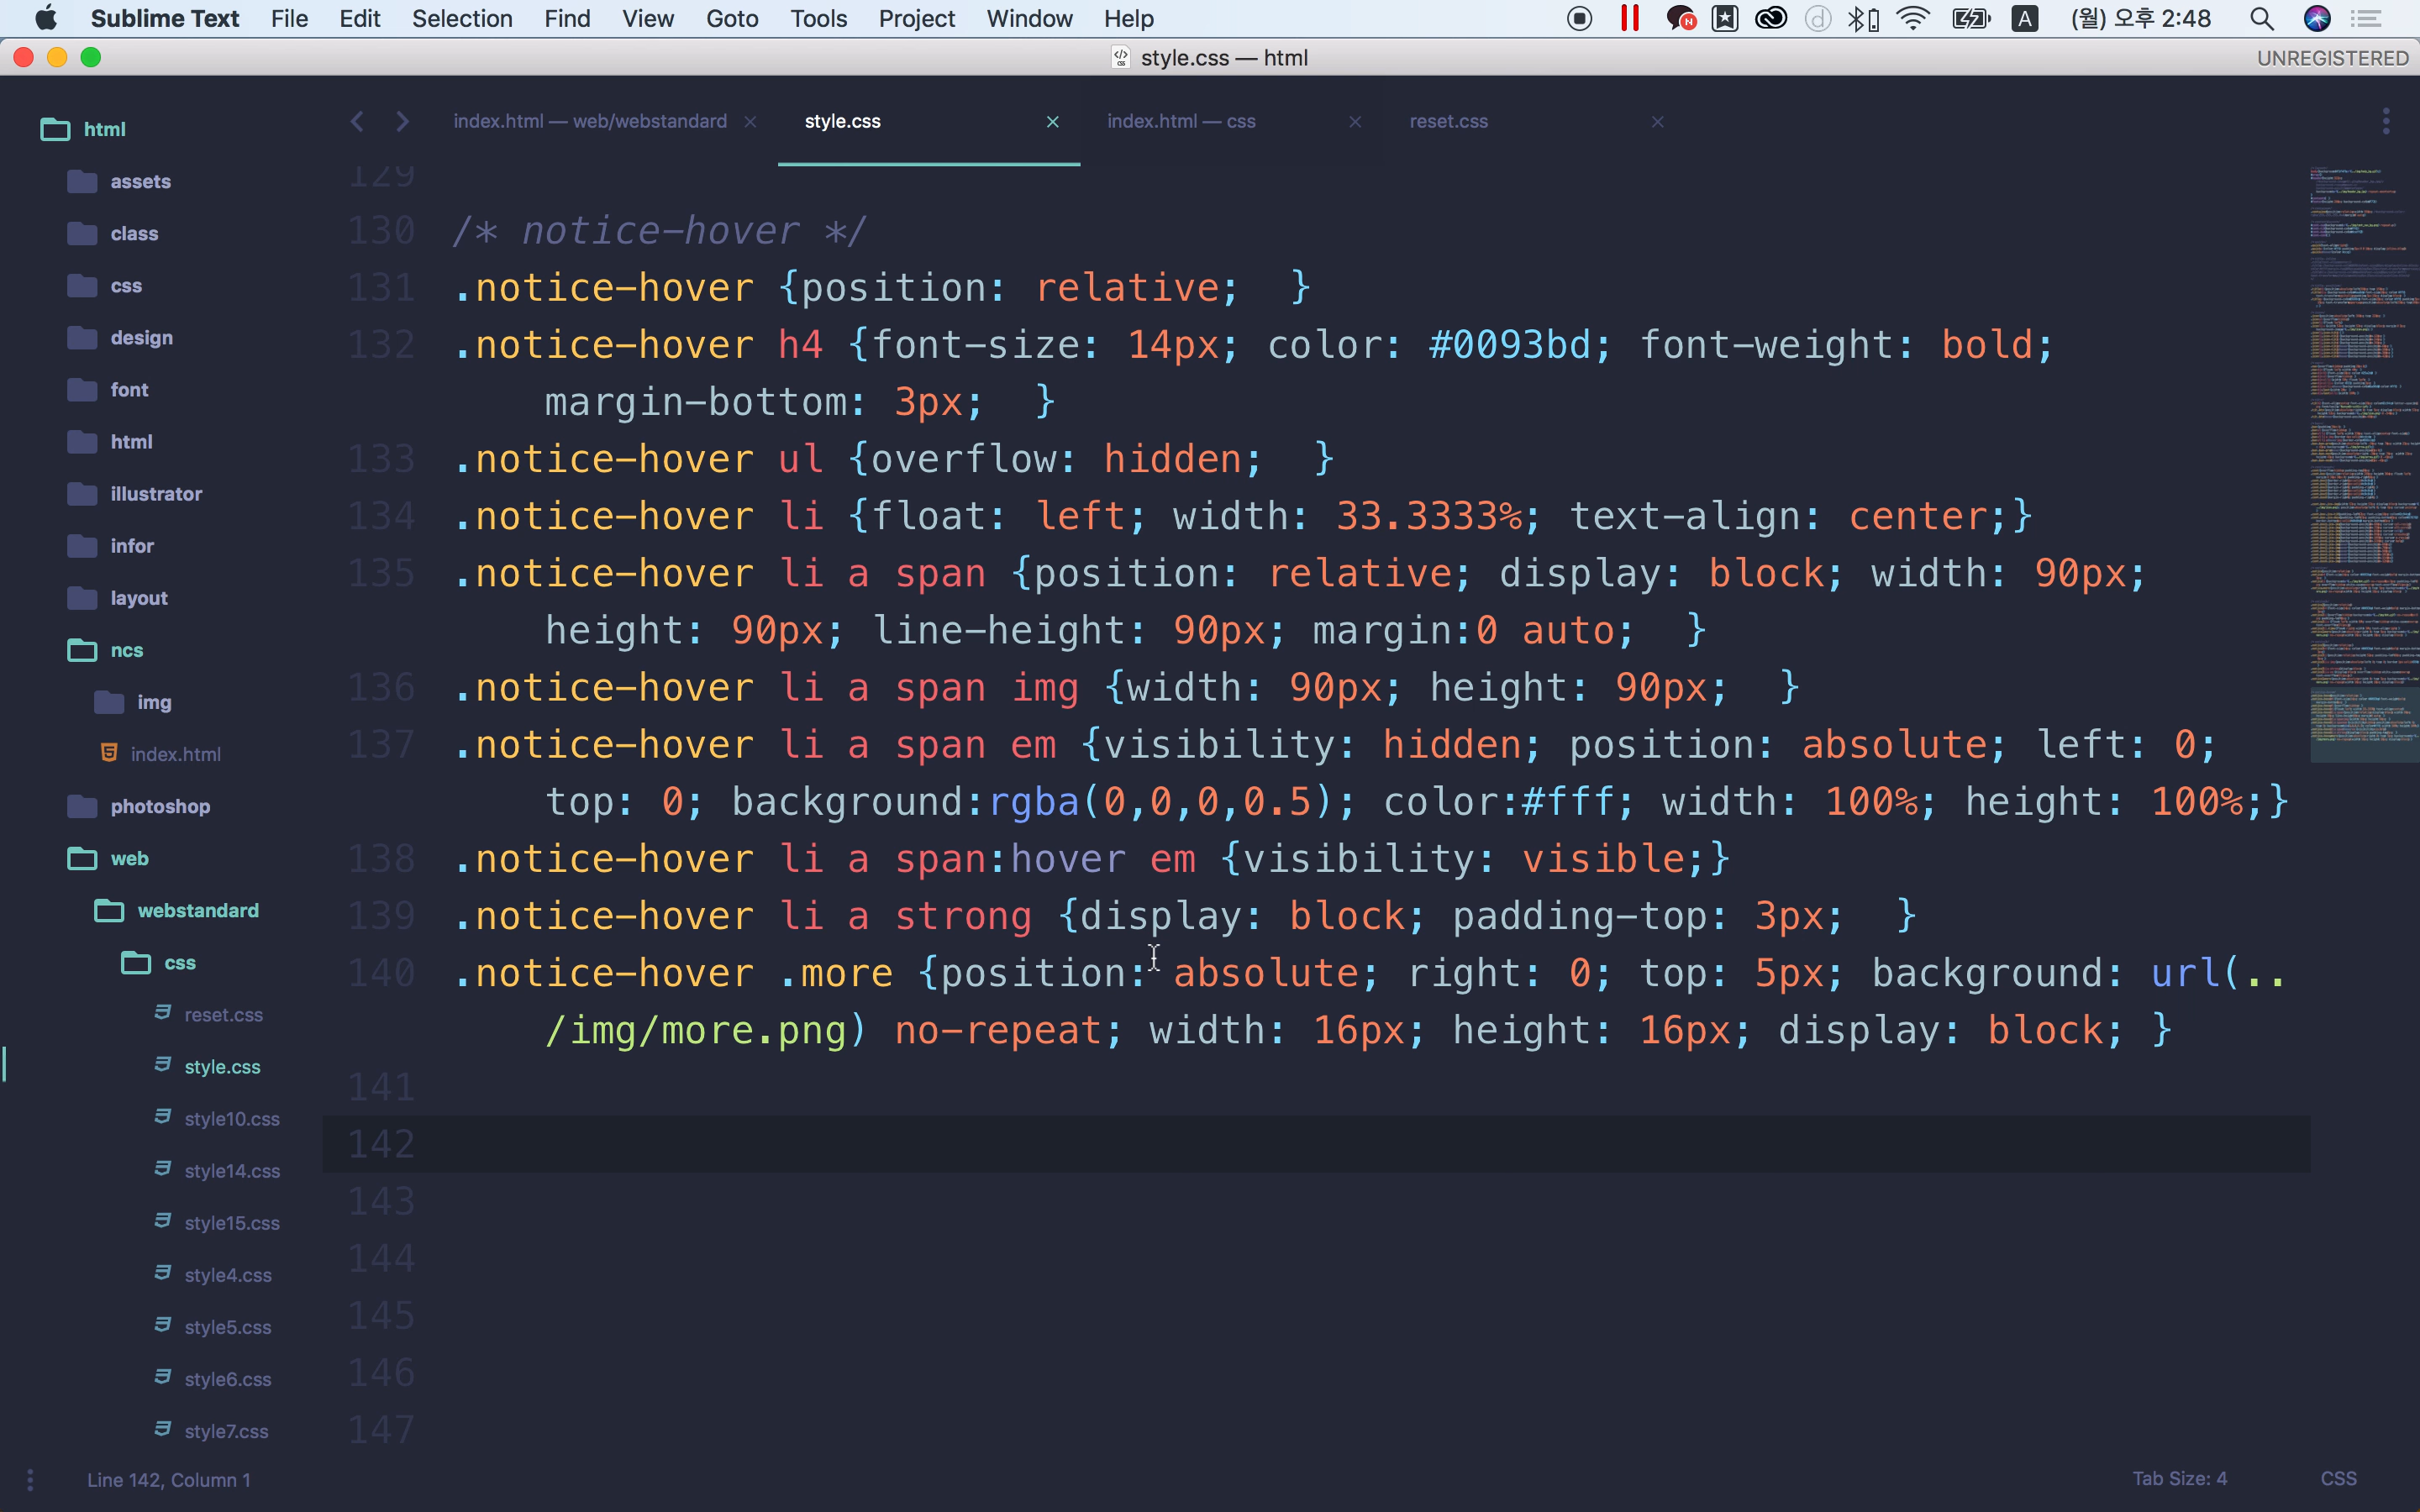 Sublime Text File Edit Selection Find View Goto Tools Project Window Help (월) 오후 2:48
style.css — html UNREGISTERED
index.html — web/webstandard style.css index.html — css reset.css
html
assets
class
css
design
font
html
illustrator
infor
layout
ncs
img
index.html
photoshop
web
webstandard
css
reset.css
style.css
style10.css
style14.css
style15.css
style4.css
style5.css
style6.css
style7.css
129
130 /* notice-hover */
131 .notice-hover {position: relative;  }
132 .notice-hover h4 {font-size: 14px; color: #0093bd; font-weight: bold;
margin-bottom: 3px;  }
133 .notice-hover ul {overflow: hidden;  }
134 .notice-hover li {float: left; width: 33.3333%; text-align: center;}
135 .notice-hover li a span {position: relative; display: block; width: 90px;
height: 90px; line-height: 90px; margin:0 auto;  }
136 .notice-hover li a span img {width: 90px; height: 90px;  }
137 .notice-hover li a span em {visibility: hidden; position: absolute; left: 0;
top: 0; background:rgba(0,0,0,0.5); color:#fff; width: 100%; height: 100%;}
138 .notice-hover li a span:hover em {visibility: visible;}
139 .notice-hover li a strong {display: block; padding-top: 3px;  }
140 .notice-hover .more {position: absolute; right: 0; top: 5px; background: url(..
/img/more.png) no-repeat; width: 16px; height: 16px; display: block; }
141
142
143
144
145
146
147
Line 142, Column 1 Tab Size: 4 CSS